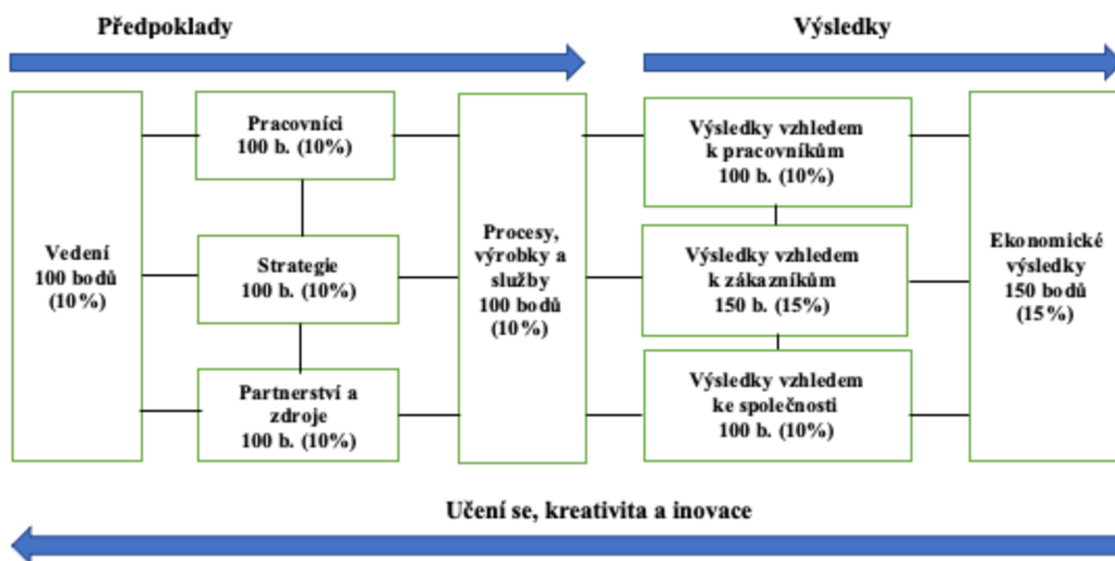 Předpoklady
Výsledky
Vedení
100 bodů
(10%)
Pracovníci
100 b. (10%)
Strategie
100 b. (10%)
Partnerství a
zdroje
100 b. (10%)
Procesy,
výrobky a
služby
100 bodů
(10%)
Výsledky vzhledem
k pracovníkům
100 b. (10%)
Výsledky vzhledem
k zákazníkům
150 b. (15%)
Výsledky vzhledem
ke společnosti
100 b. (10%)
Ekonomické
výsledky
150 bodů
(15%)
Učení se, kreativita a inovace